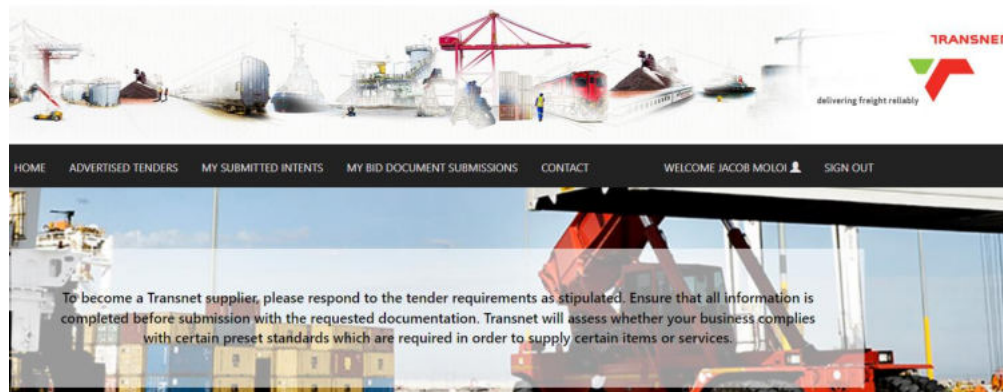 TRANSNET
delivering freight reliably
HOME ADVERTISED TENDERS MY SUBMITTED INTENTS MY BID DOCUMENT SUBMISSIONS CONTACT WELCOME JACOB MOLOI SIGN OUT
To become a Transnet supplier, please respond to the tender requirements as stipulated. Ensure that all information is
completed before submission with the requested documentation. Transnet will assess whether your business complies
with certain preset standards which are required in order to supply certain items or services.